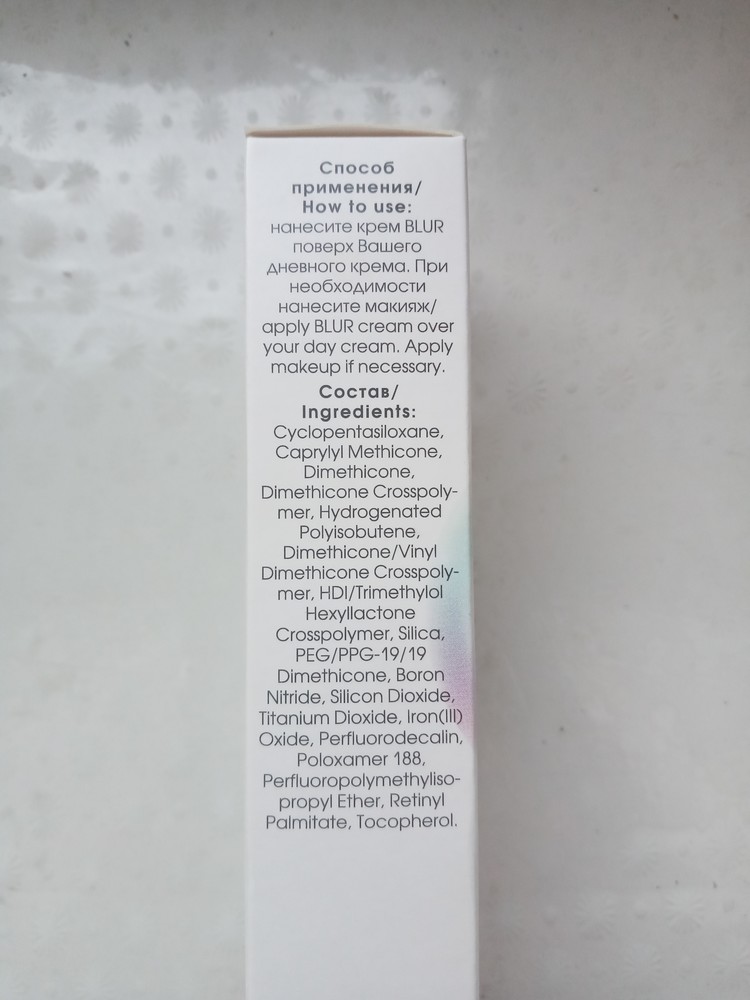 Способ
применения/
How to use:
нанесите крем BLUR
поверх Вашего
дневного крема. При
необходимости
нанесите макияж/
apply BLUR cream over
your day cream. Apply
makeup if necessary.
Состав/
Ingredients:
Cyclopentasiloxane,
Caprylyl Methicone,
Dimethicone,
Dimethicone Crosspoly-
mer, Hydrogenated
Polyisobutene,
Dimethicone/Vinyl
Dimethicone Crosspoly-
mer, HDI/Trimethylol
Hexyllactone
Crosspolymer, Silica,
PEG/PPG-19/19
Dimethicone, Boron
Nitride, Silicon Dioxide,
Titanium Dioxide, Iron(III)
Oxide, Perfluorodecalin,
Poloxamer 188,
Perfluoropolymethyliso-
propyl Ether, Retinyl
Palmitate, Tocopherol.